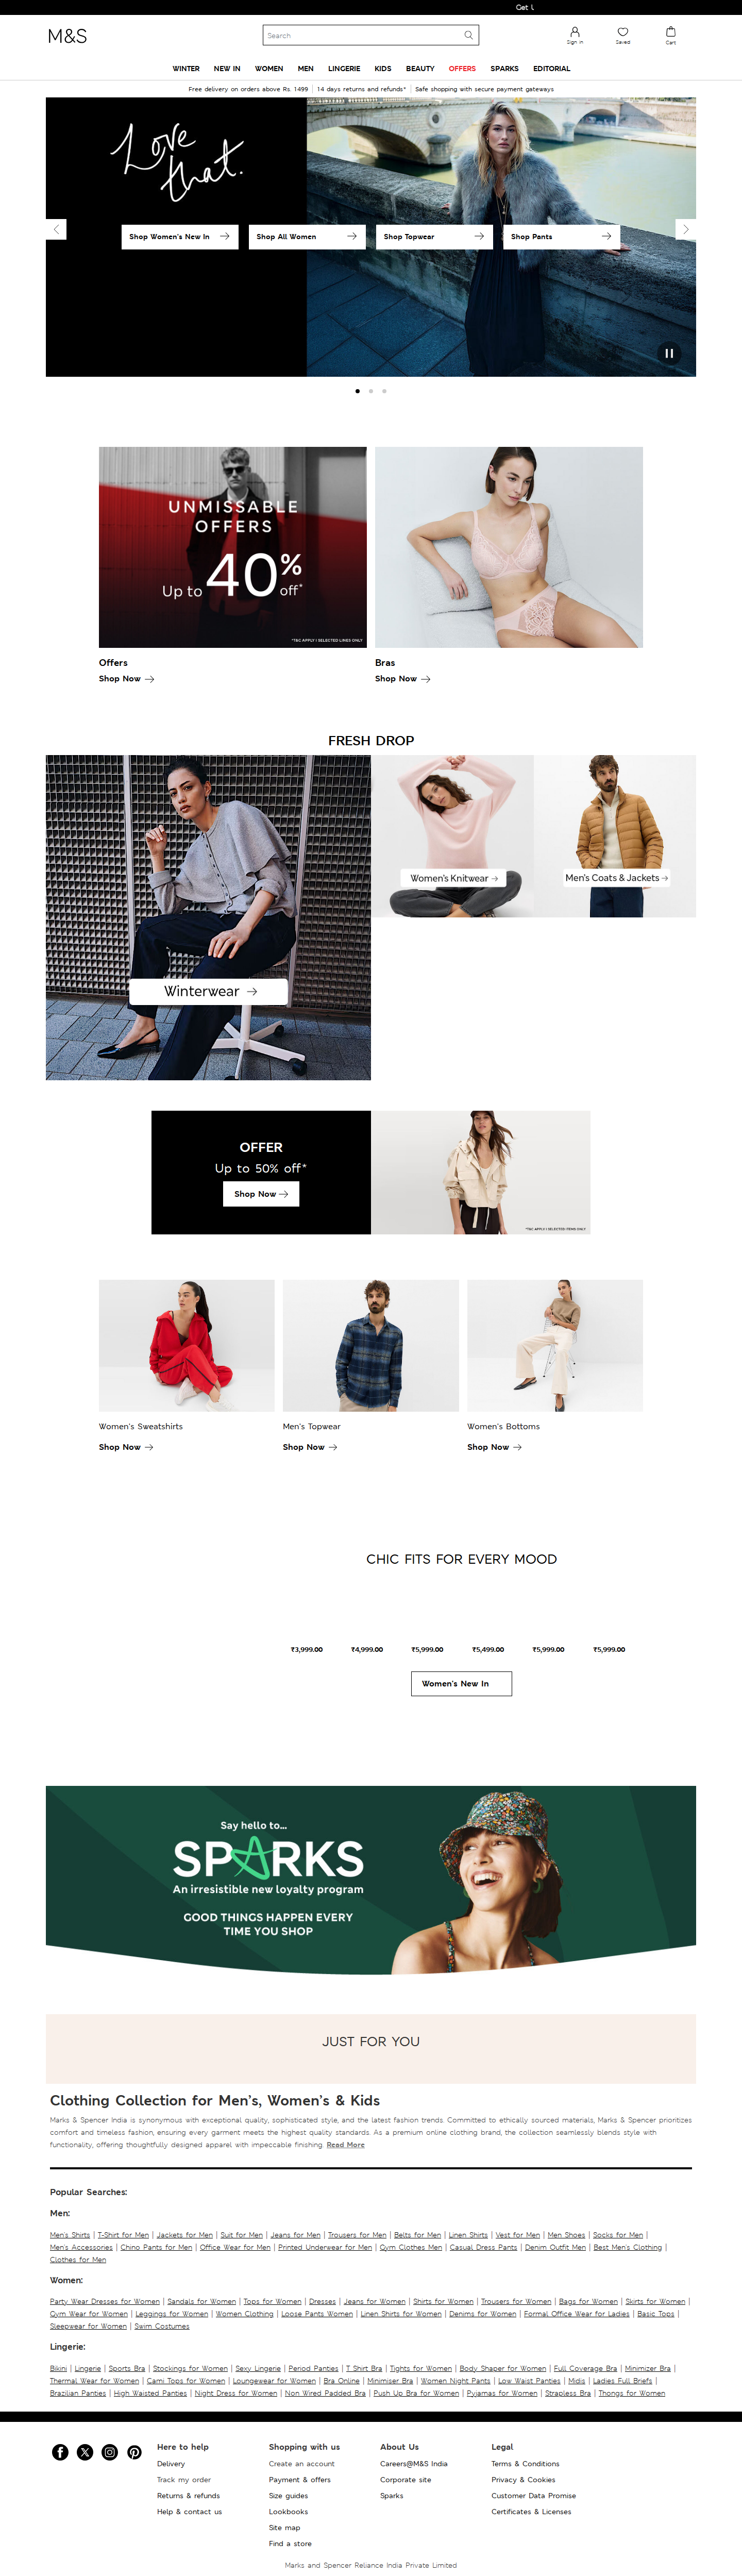 Get U
M&S
Search
Sign in
Saved
Cart
WINTER NEW IN WOMEN MEN LINGERIE KIDS BEAUTY OFFERS SPARKS EDITORIAL
Free delivery on orders above Rs. 1499 | 14 days returns and refunds* | Safe shopping with secure payment gateways
Love
that.
Shop Women's New In
Shop All Women
Shop Topwear
Shop Pants
UNMISSABLE
OFFERS
Up to 40% off*
*T&C APPLY | SELECTED LINES ONLY
Offers
Shop Now
Bras
Shop Now
FRESH DROP
Winterwear
Women's Knitwear
Men's Coats & Jackets
OFFER
Up to 50% off*
Shop Now
*T&C APPLY | SELECTED ITEMS ONLY
Women's Sweatshirts
Shop Now
Men's Topwear
Shop Now
Women's Bottoms
Shop Now
CHIC FITS FOR EVERY MOOD
₹3,999.00 ₹4,999.00 ₹5,999.00 ₹5,499.00 ₹5,999.00 ₹5,999.00
Women's New In
Say hello to...
SPARKS
An irresistible new loyalty program
GOOD THINGS HAPPEN EVERY
TIME YOU SHOP
JUST FOR YOU
Clothing Collection for Men's, Women's & Kids
Marks & Spencer India is synonymous with exceptional quality, sophisticated style, and the latest fashion trends. Committed to ethically sourced materials, Marks & Spencer prioritizes
comfort and timeless fashion, ensuring every garment meets the highest quality standards. As a premium online clothing brand, the collection seamlessly blends style with
functionality, offering thoughtfully designed apparel with impeccable finishing. Read More
Popular Searches:
Men:
Men's Shirts | T-Shirt for Men | Jackets for Men | Suit for Men | Jeans for Men | Trousers for Men | Belts for Men | Linen Shirts | Vest for Men | Men Shoes | Socks for Men |
Men's Accessories | Chino Pants for Men | Office Wear for Men | Printed Underwear for Men | Gym Clothes Men | Casual Dress Pants | Denim Outfit Men | Best Men's Clothing |
Clothes for Men
Women:
Party Wear Dresses for Women | Sandals for Women | Tops for Women | Dresses | Jeans for Women | Shirts for Women | Trousers for Women | Bags for Women | Skirts for Women |
Gym Wear for Women | Leggings for Women | Women Clothing | Loose Pants Women | Linen Shirts for Women | Denims for Women | Formal Office Wear for Ladies | Basic Tops |
Sleepwear for Women | Swim Costumes
Lingerie:
Bikini | Lingerie | Sports Bra | Stockings for Women | Sexy Lingerie | Period Panties | T Shirt Bra | Tights for Women | Body Shaper for Women | Full Coverage Bra | Minimizer Bra |
Thermal Wear for Women | Cami Tops for Women | Loungewear for Women | Bra Online | Minimiser Bra | Women Night Pants | Low Waist Panties | Midis | Ladies Full Briefs |
Brazilian Panties | High Waisted Panties | Night Dress for Women | Non Wired Padded Bra | Push Up Bra for Women | Pyjamas for Women | Strapless Bra | Thongs for Women
Here to help
Delivery
Track my order
Returns & refunds
Help & contact us
Shopping with us
Create an account
Payment & offers
Size guides
Lookbooks
Site map
Find a store
About Us
Careers@M&S India
Corporate site
Sparks
Legal
Terms & Conditions
Privacy & Cookies
Customer Data Promise
Certificates & Licenses
Marks and Spencer Reliance India Private Limited